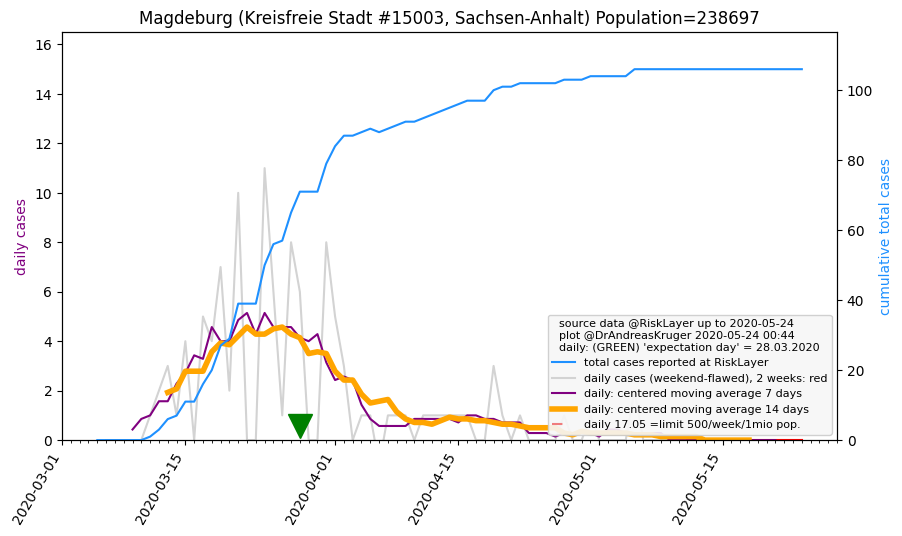 Magdeburg (Kreisfreie Stadt #15003, Sachsen-Anhalt) Population=238697
16
14
12
10
8
6
4
2
0
daily cases
100
80
60
40
20
0
cumulative total cases
source data @RiskLayer up to 2020-05-24
plot @DrAndreasKruger 2020-05-24 00:44
daily: (GREEN) 'expectation day' = 28.03.2020
total cases reported at RiskLayer
daily cases (weekend-flawed), 2 weeks: red
daily: centered moving average 7 days
daily: centered moving average 14 days
daily 17.05 =limit 500/week/1mio pop.
2020-03-01
2020-03-15
2020-04-01
2020-04-15
2020-05-01
2020-05-15